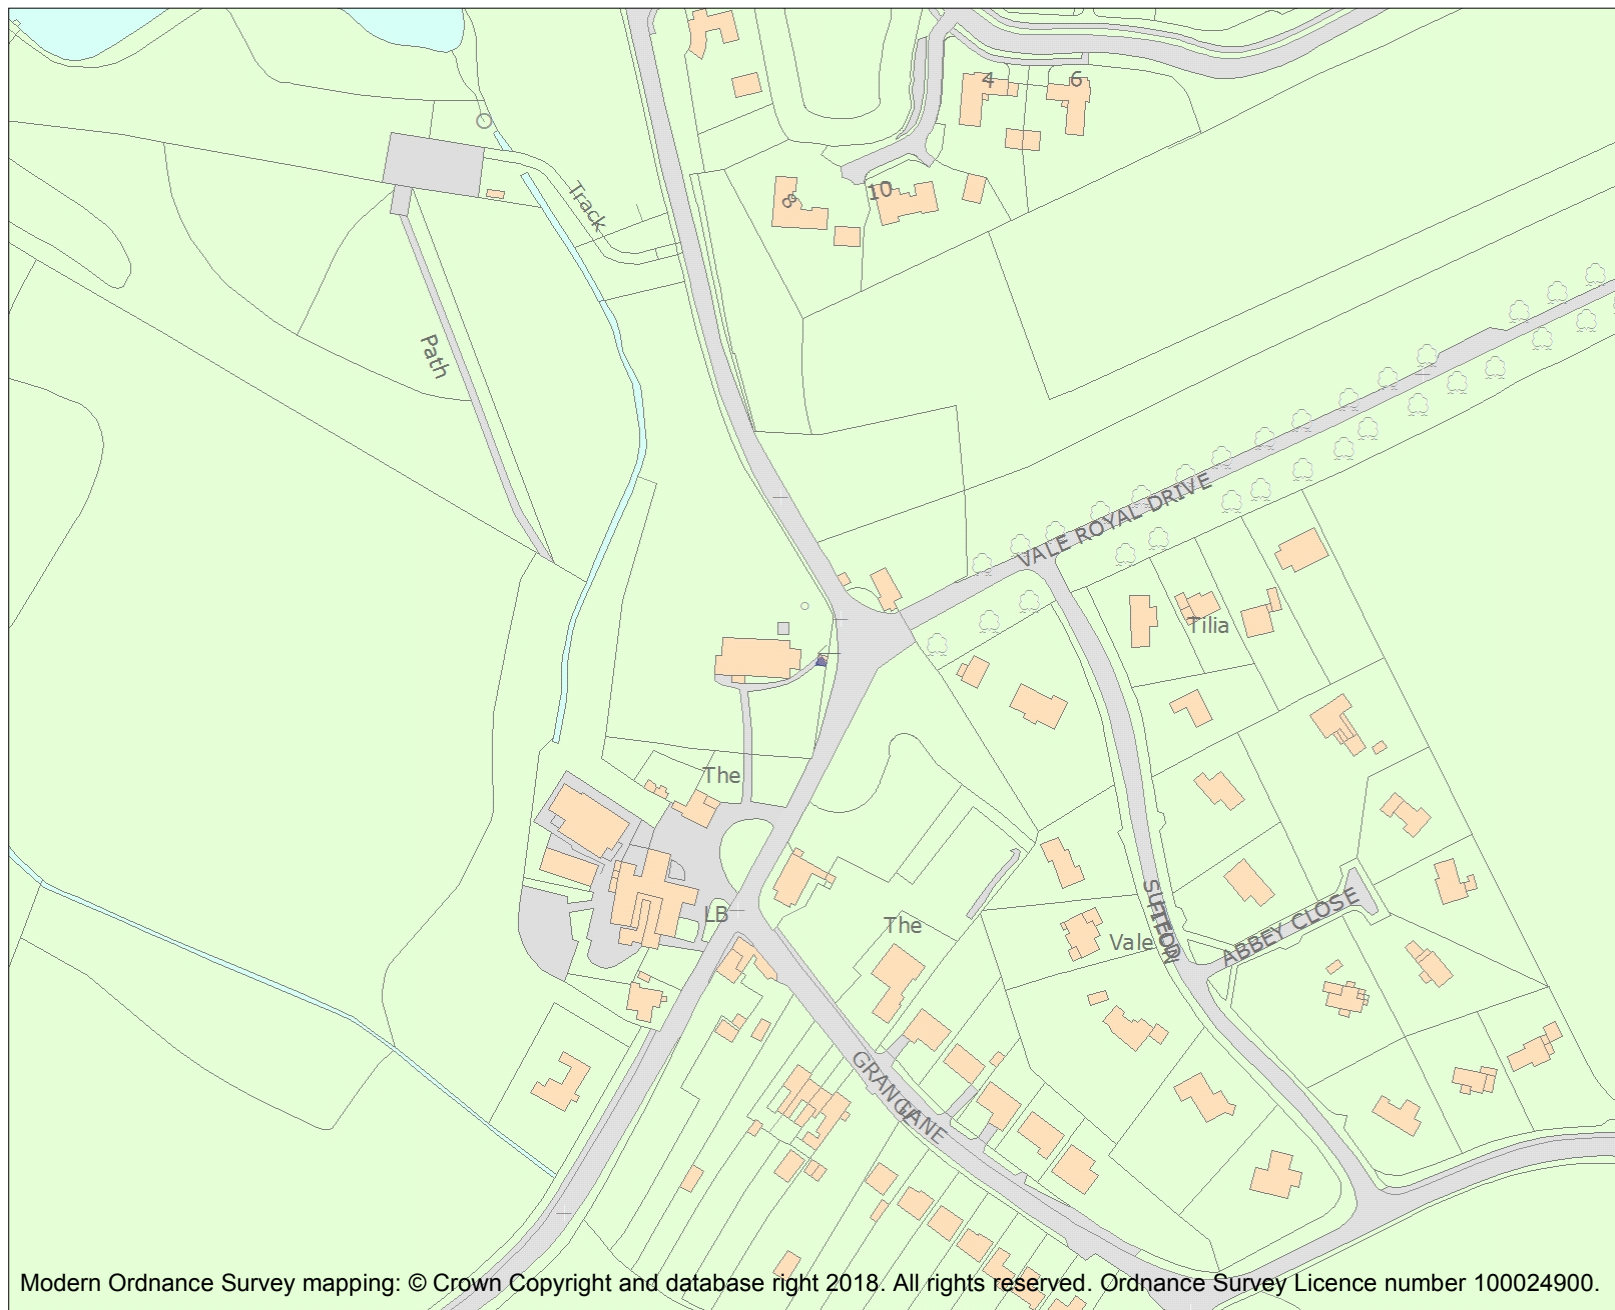 4
6
8
10
Track
Path
VALE ROYAL DRIVE
Tilia
The
LB
The
Vale
ABBEY CLOSE
GRANGE
LANE
Modern Ordnance Survey mapping: © Crown Copyright and database right 2018. All rights reserved. Ordnance Survey Licence number 100024900.